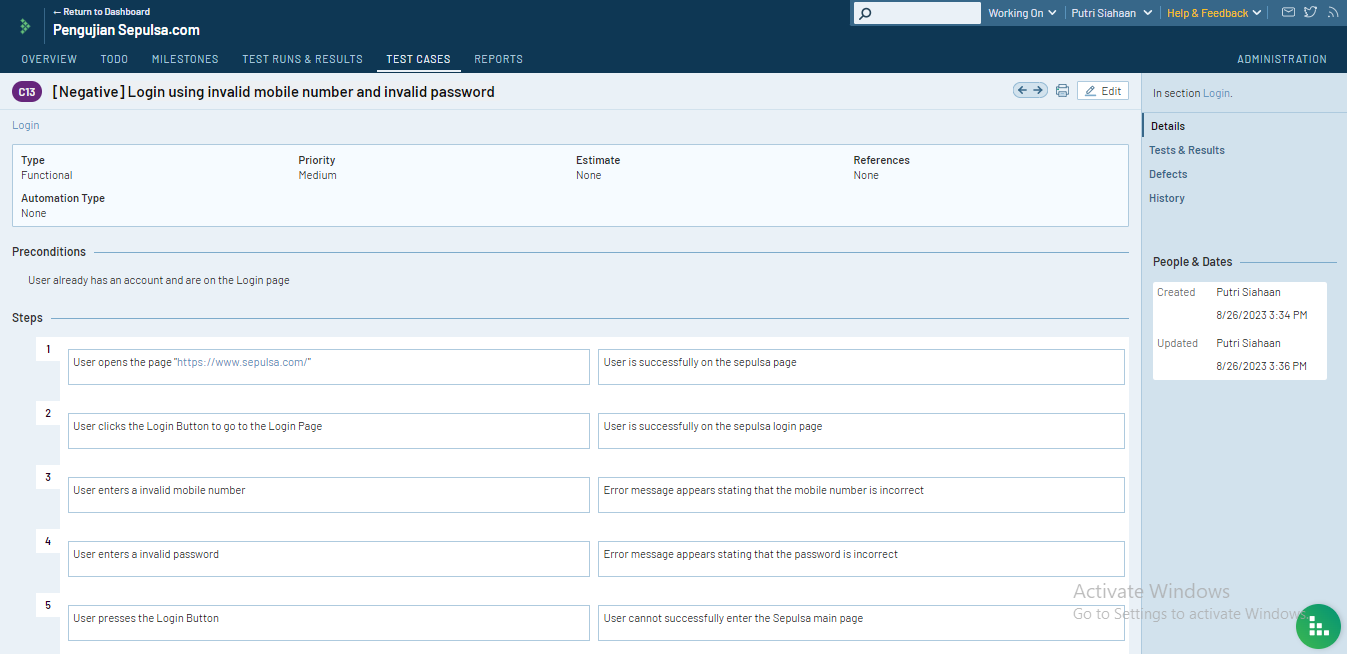 ← Return to Dashboard
Pengujian Sepulsa.com
Working On
Putri Siahaan
Help & Feedback
OVERVIEW
TODO
MILESTONES
TEST RUNS & RESULTS
TEST CASES
REPORTS
ADMINISTRATION
C13
[Negative] Login using invalid mobile number and invalid password
Edit
Login
Type
Functional
Priority
Medium
Estimate
None
References
None
Automation Type
None
Preconditions
User already has an account and are on the Login page
Steps
1
User opens the page "https://www.sepulsa.com/"
User is successfully on the sepulsa page
2
User clicks the Login Button to go to the Login Page
User is successfully on the sepulsa login page
3
User enters a invalid mobile number
Error message appears stating that the mobile number is incorrect
4
User enters a invalid password
Error message appears stating that the password is incorrect
5
User presses the Login Button
User cannot successfully enter the Sepulsa main page
In section Login.
Details
Tests & Results
Defects
History
People & Dates
Created Putri Siahaan
8/26/2023 3:34 PM
Updated Putri Siahaan
8/26/2023 3:36 PM
Activate Windows
Go to Settings to activate Windows.